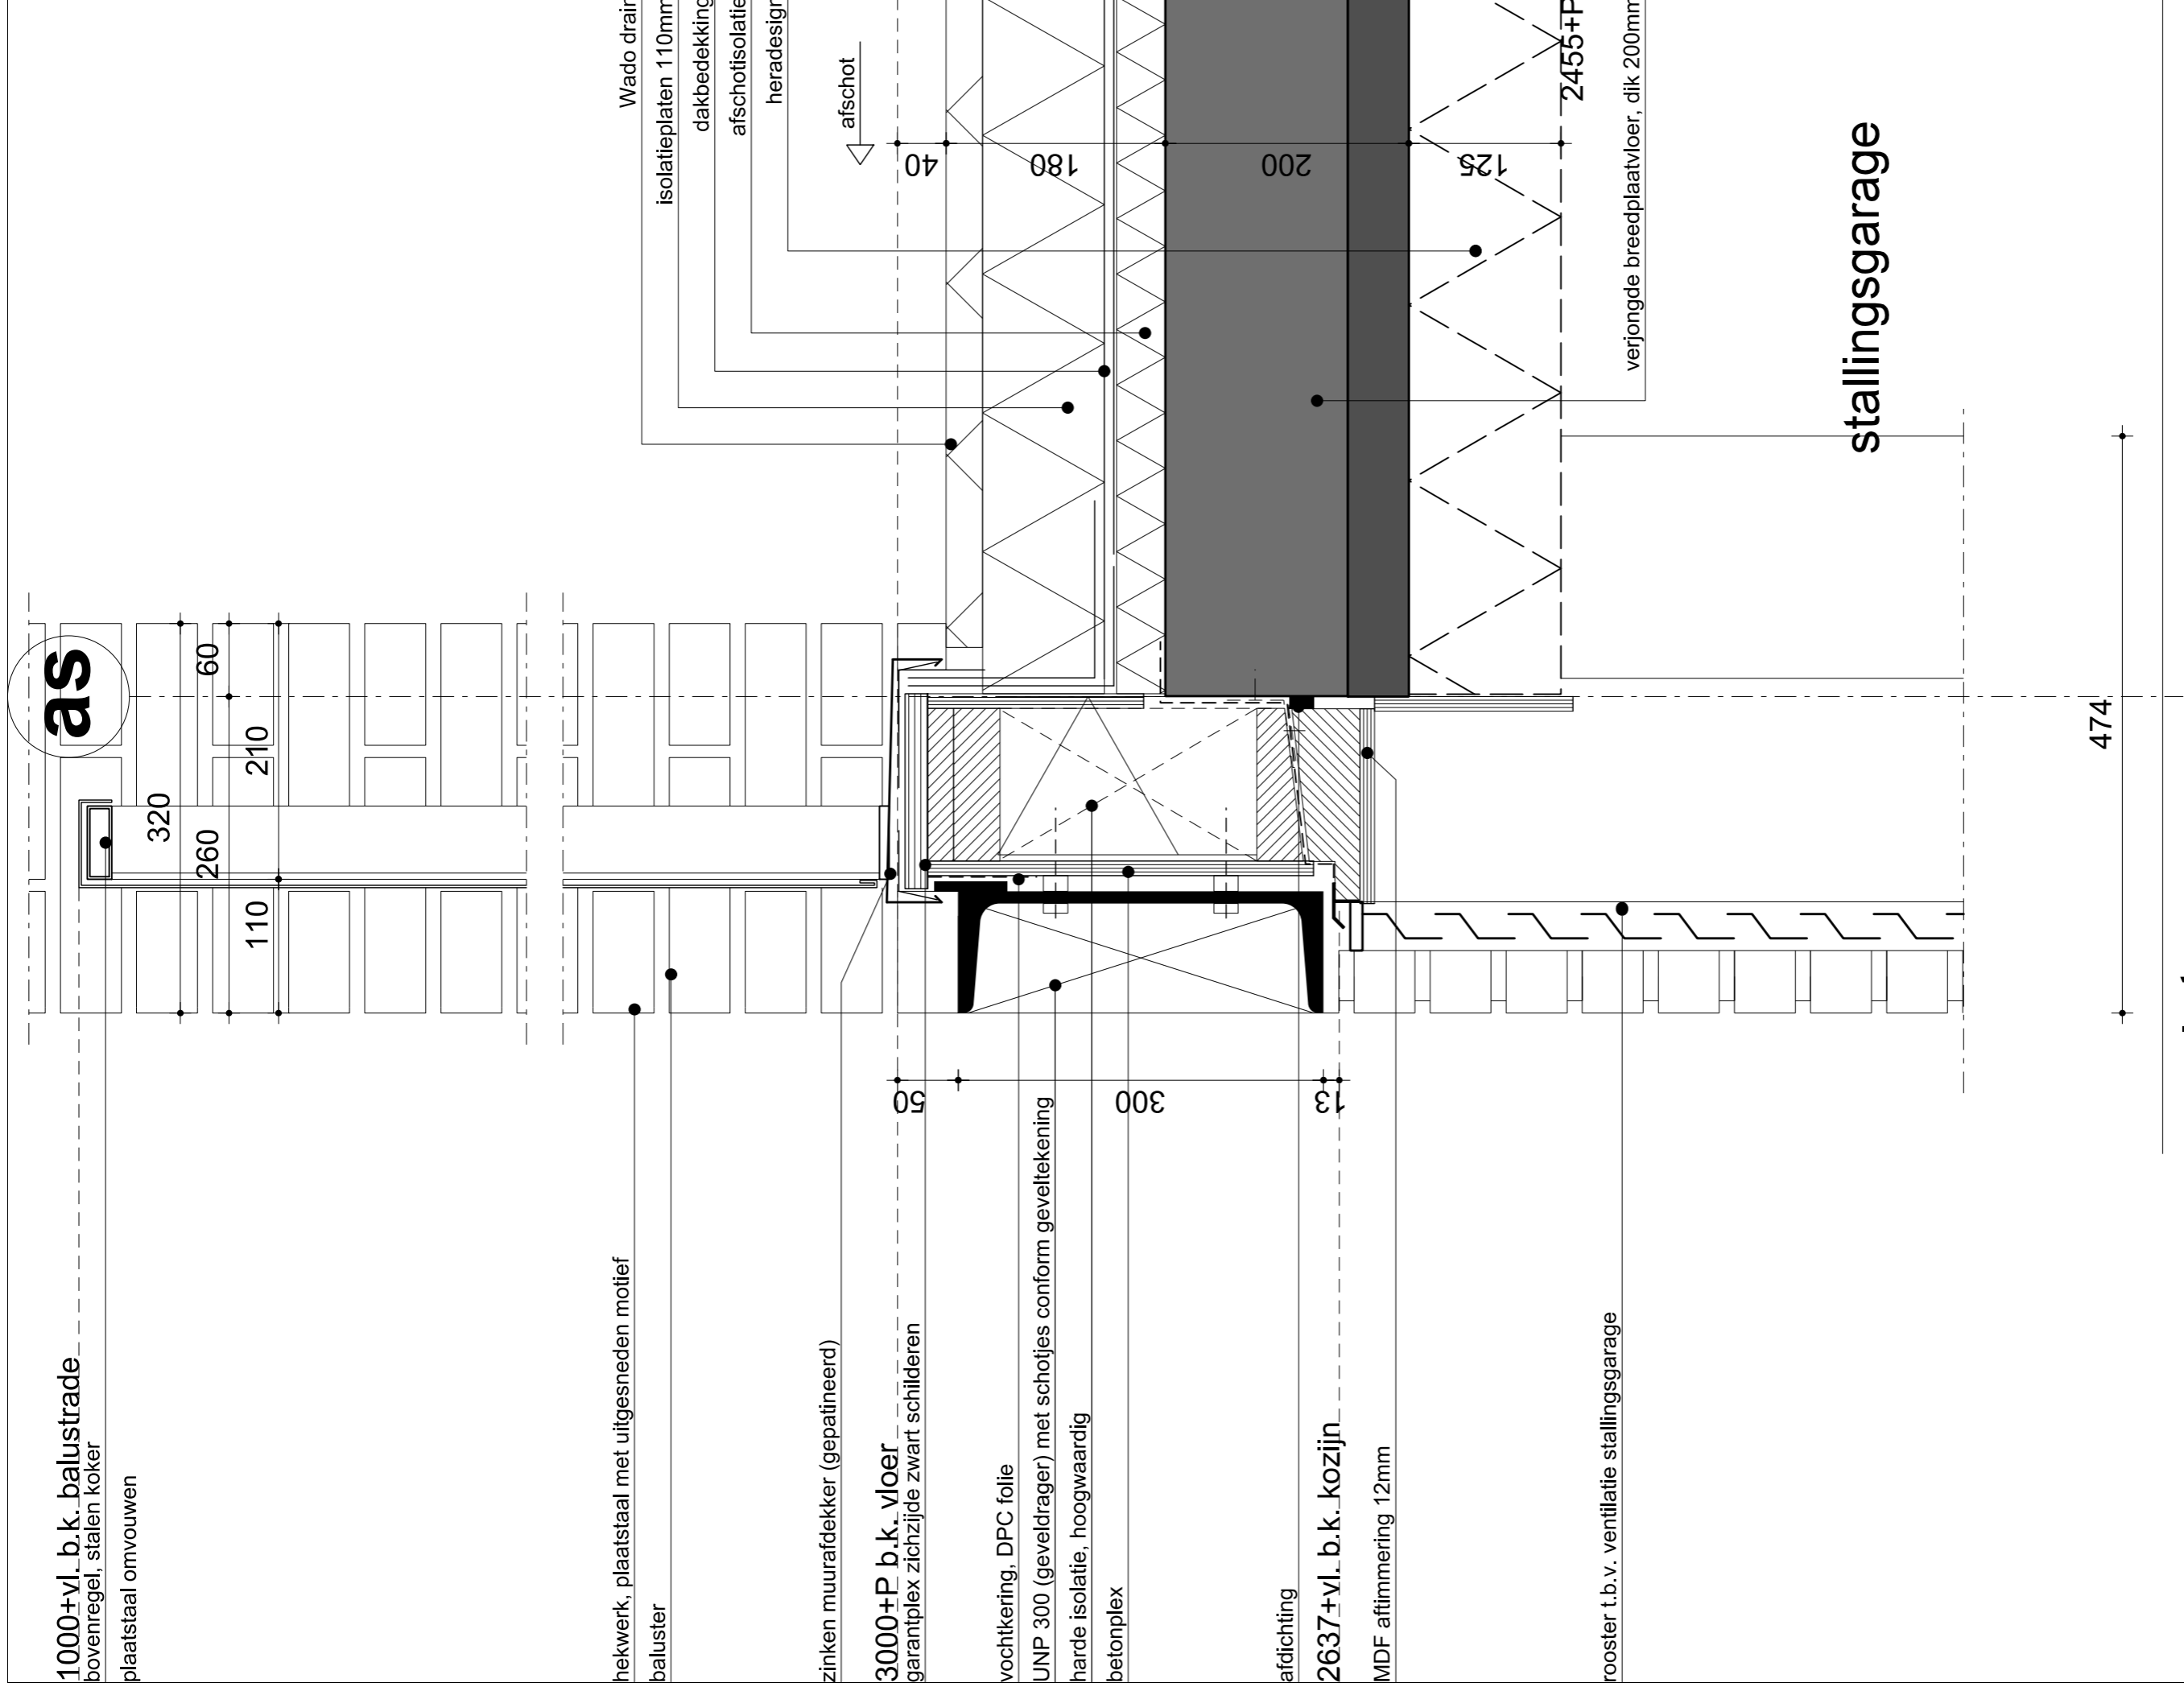 as
1000+vl. b.k. balustrade
bovenregel, stalen koker
plaatstaal omvouwen
hekwerk, plaatstaal met uitgesneden motief
baluster
zinken muurafdekker (gepatineerd)
3000+P b.k. vloer
garantplex zichzijde zwart schilderen
vochtkering, DPC folie
UNP 300 (geveldrager) met schotjes conform geveltekening
harde isolatie, hoogwaardig
betonplex
afdichting
2637+vl. b.k. kozijn
MDF aftimmering 12mm
rooster t.b.v. ventilatie stallingsgarage
320
60
260
210
110
50
300
13
474
Wado drain
isolatieplaten 110mm
dakbedekking
afschotisolatie
heradesign
afschot
40
180
200
125
2455+P
verjongde breedplaatvloer, dik 200mm
stallingsgarage